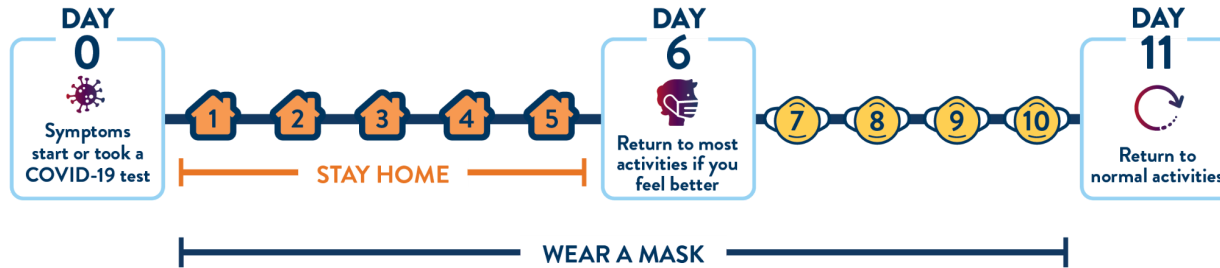 DAY
0
Symptoms
start or took a
COVID-19 test
1
2
3
4
5
STAY HOME
DAY
6
Return to most
activities if you
feel better
7
8
9
10
DAY
11
Return to
normal activities
WEAR A MASK